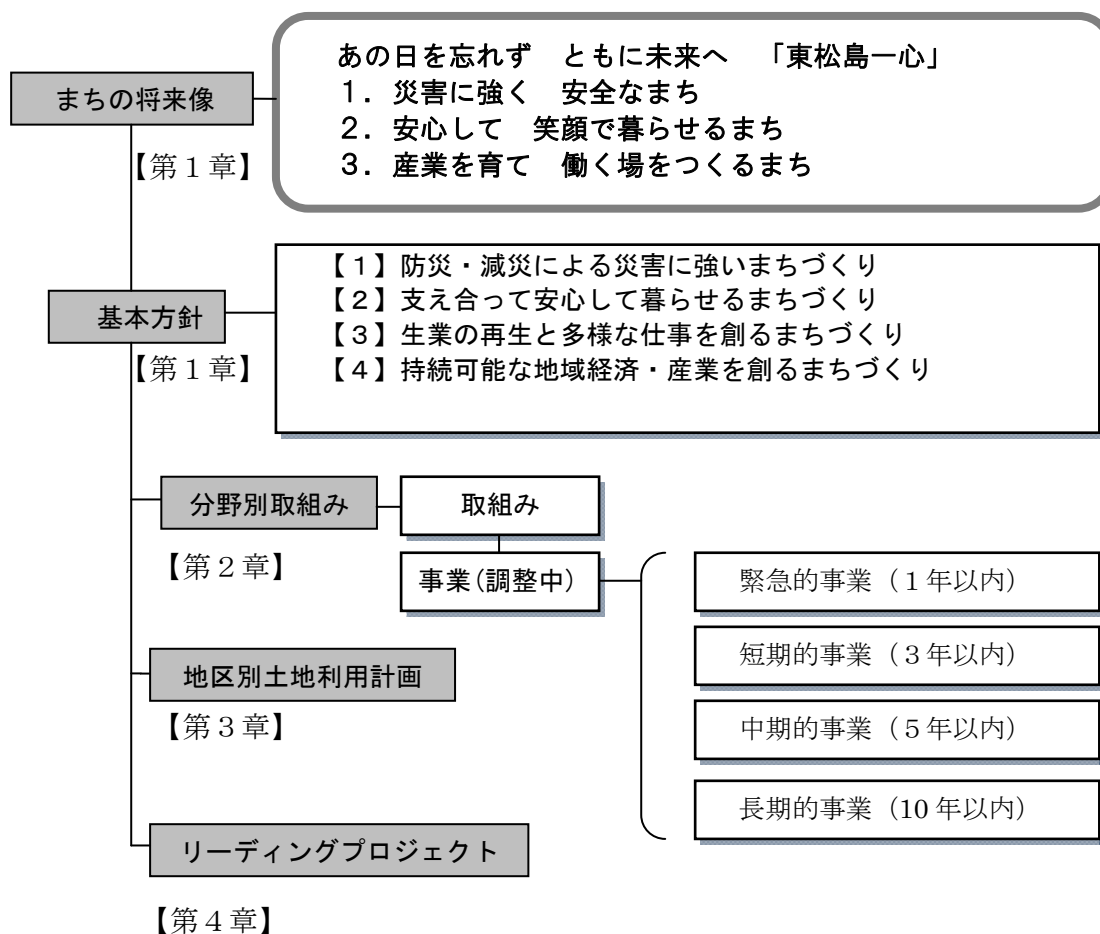 あの日を忘れず　ともに未来へ　「東松島一心」
１．災害に強く　安全なまち
２．安心して　笑顔で暮らせるまち
３．産業を育て　働く場をつくるまち
まちの将来像
【第１章】
【１】防災・減災による災害に強いまちづくり
【２】支え合って安心して暮らせるまちづくり
【３】生業の再生と多様な仕事を創るまちづくり
【４】持続可能な地域経済・産業を創るまちづくり
基本方針
【第１章】
分野別取組み
取組み
【第２章】
事業（調整中）
緊急的事業（１年以内）
短期的事業（３年以内）
中期的事業（５年以内）
長期的事業（10 年以内）
地区別土地利用計画
【第３章】
リーディングプロジェクト
【第４章】